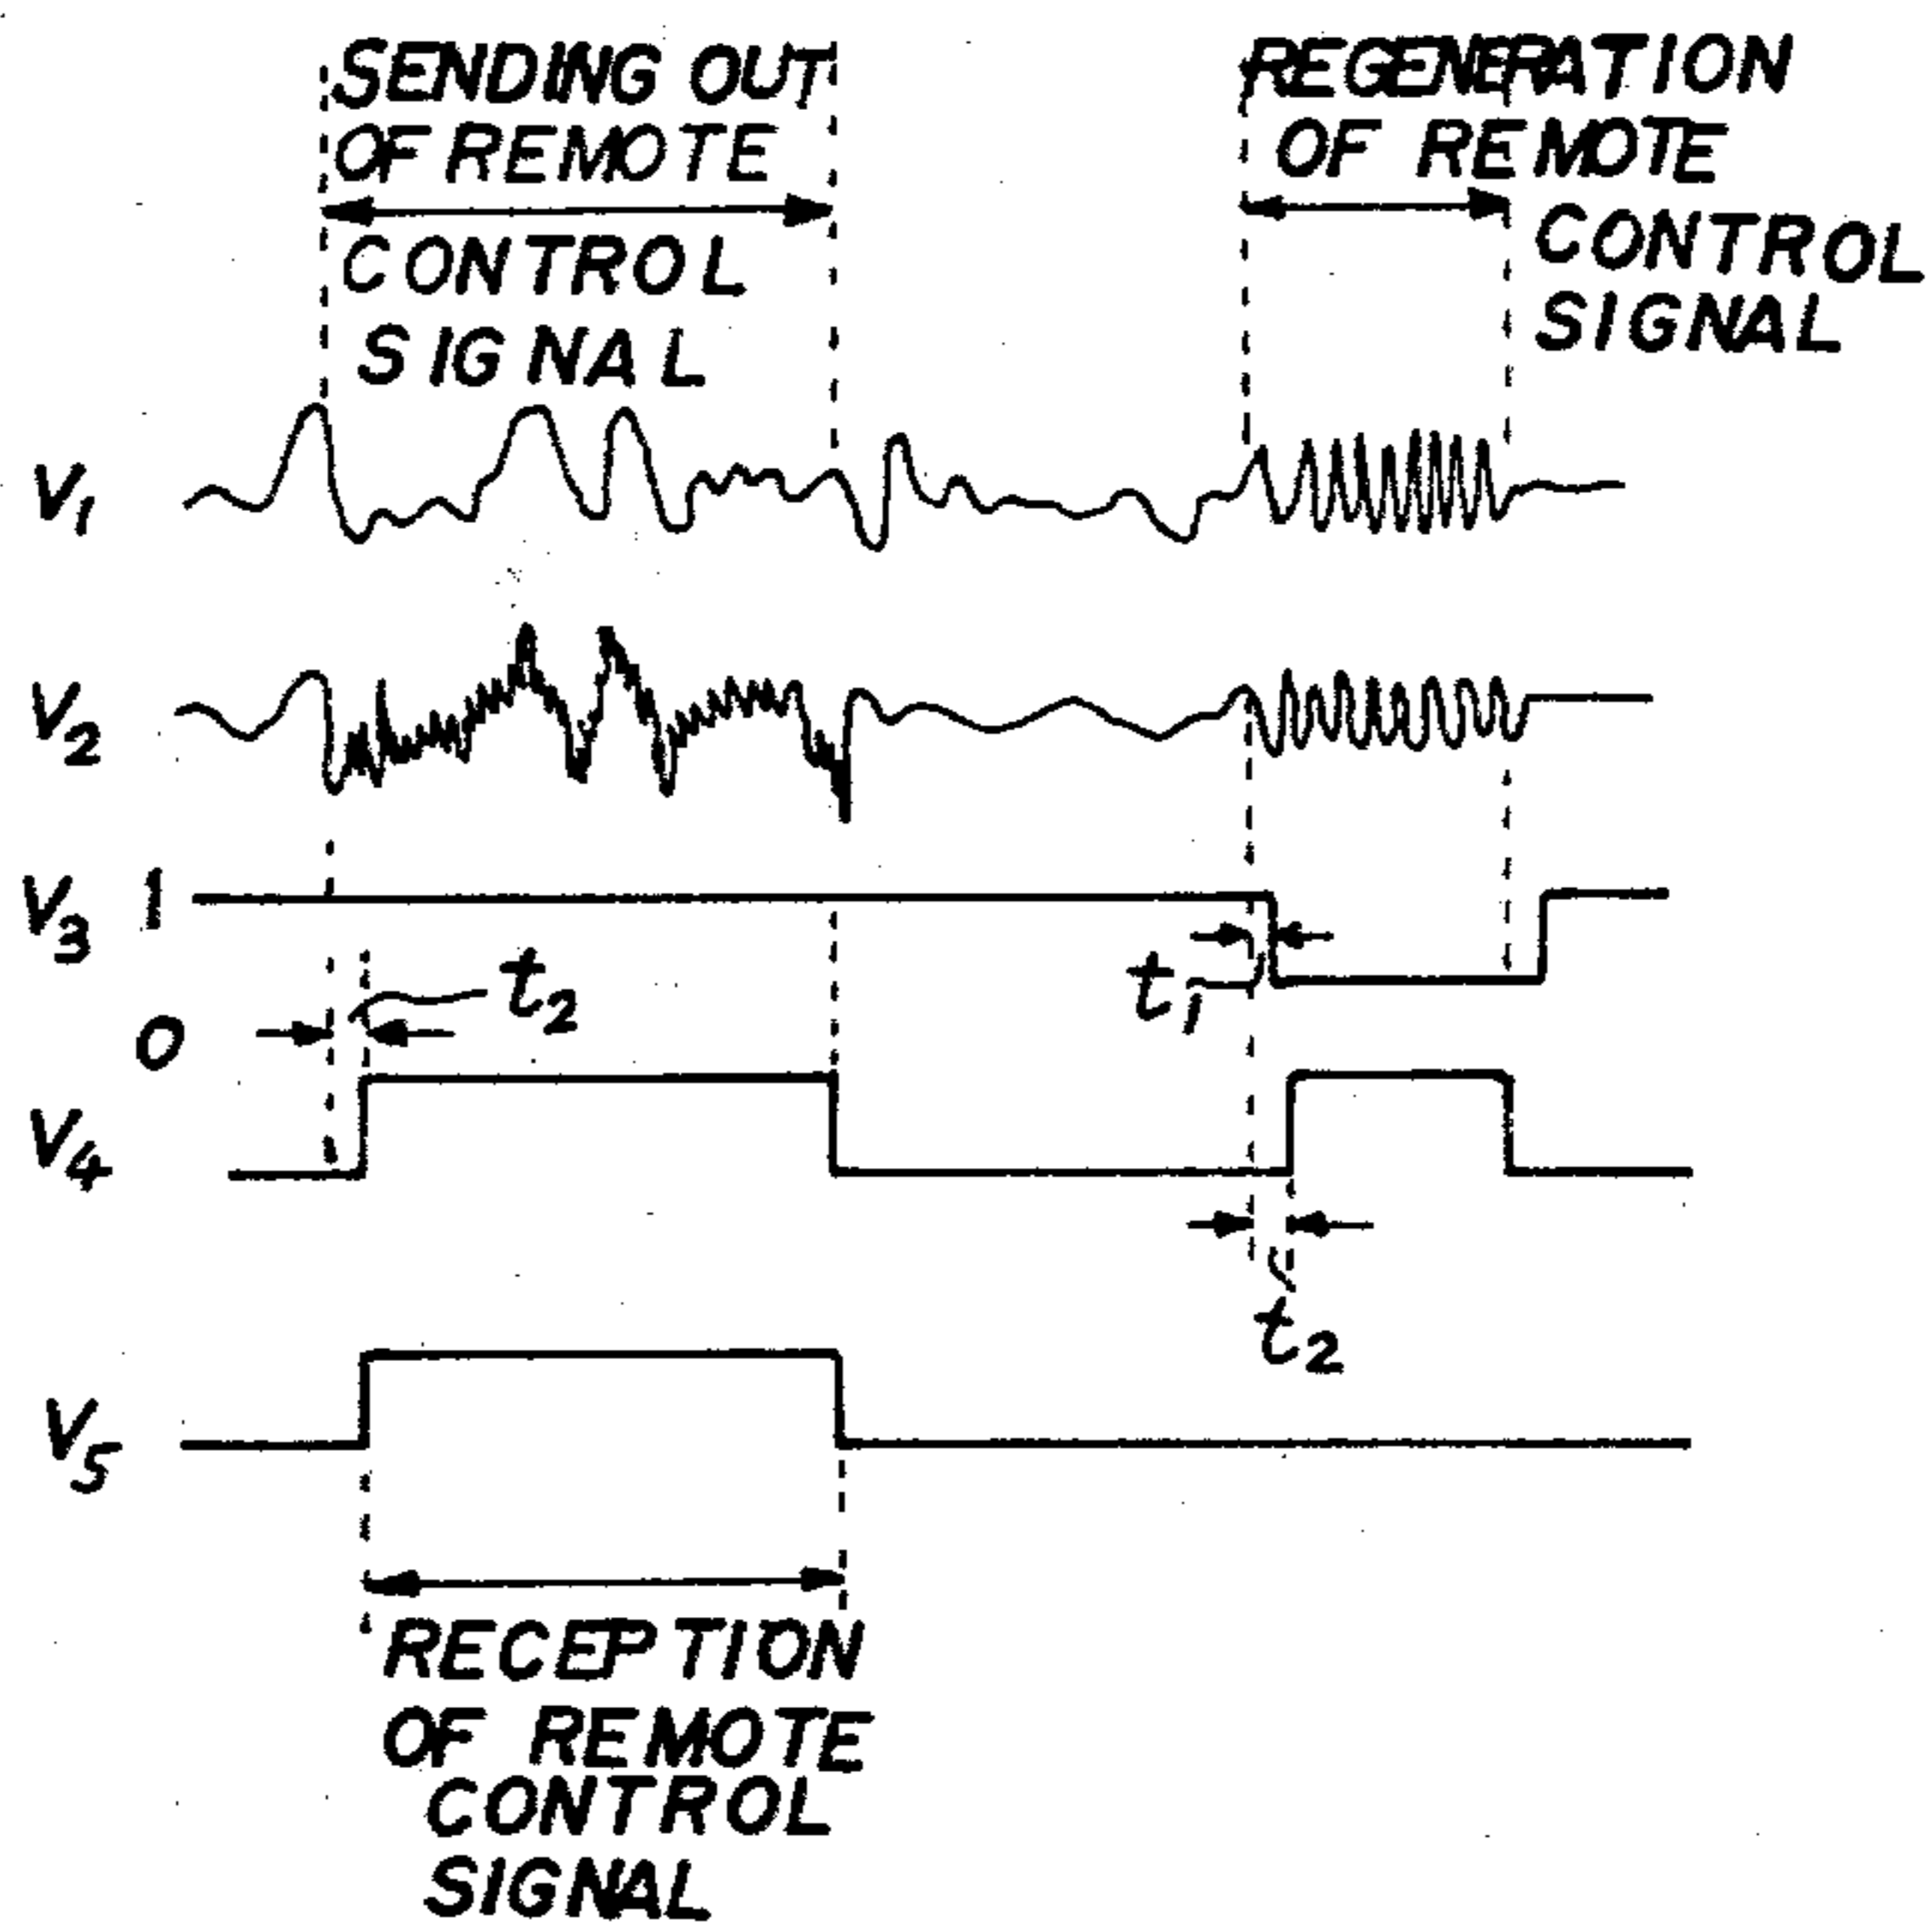 SENDING OUT
OF REMOTE
CONTROL
SIGNAL
REGENERATION
OF REMOTE
CONTROL
SIGNAL
V1
V2
V3 1
0
t2
t1
V4
t2
V5
RECEPTION
OF REMOTE
CONTROL
SIGNAL